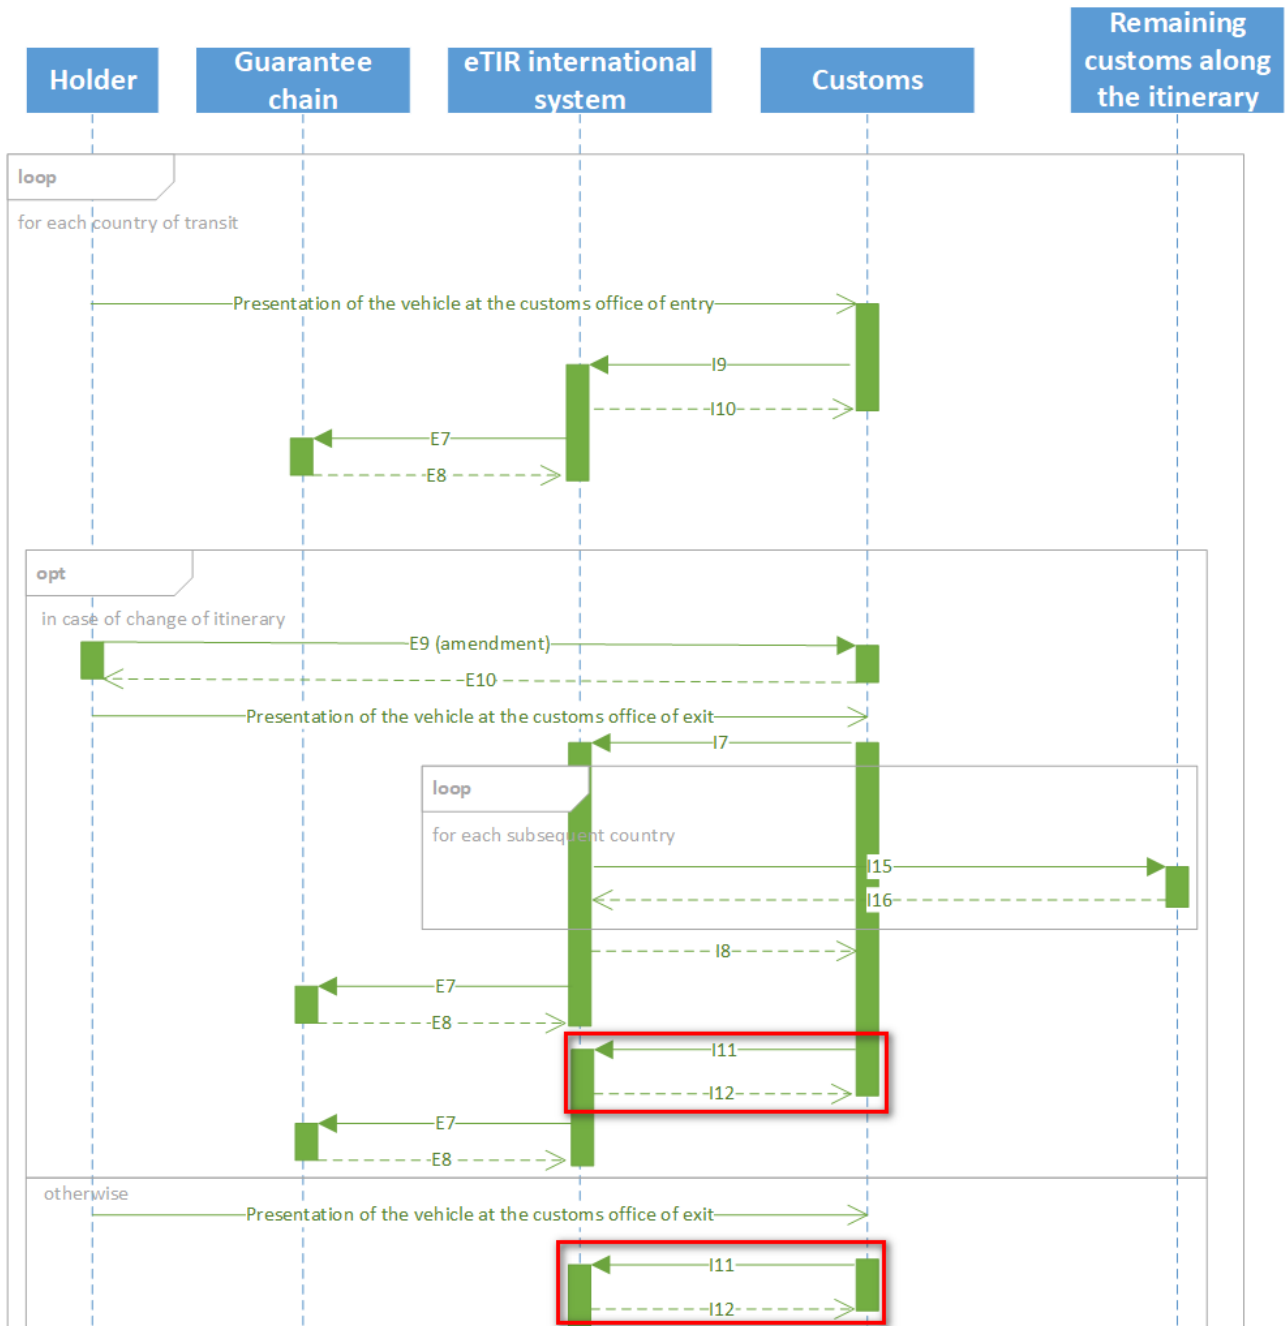 Holder
Guarantee
chain
eTIR international
system
Customs
Remaining
customs along
the itinerary
loop
for each country of transit
Presentation of the vehicle at the customs office of entry
I9
I10
E7
E8
opt
in case of change of itinerary
E9 (amendment)
E10
Presentation of the vehicle at the customs office of exit
I7
loop
for each subsequent country
I15
I16
I8
E7
E8
I11
I12
E7
E8
otherwise
Presentation of the vehicle at the customs office of exit
I11
I12